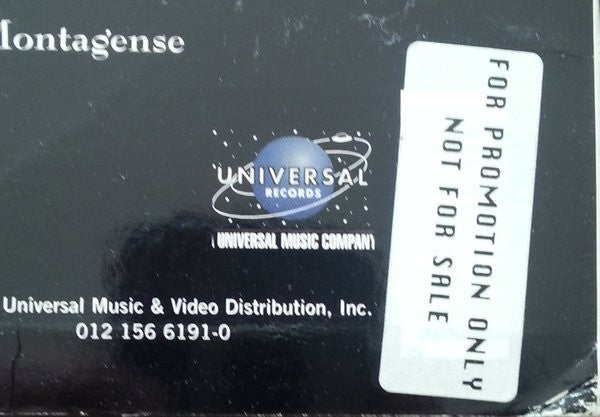 Montagense
UNIVERSAL
RECORDS
UNIVERSAL MUSIC COMPANY
Universal Music & Video Distribution, Inc.
012 156 6191-0
FOR PROMOTION ONLY
NOT FOR SALE